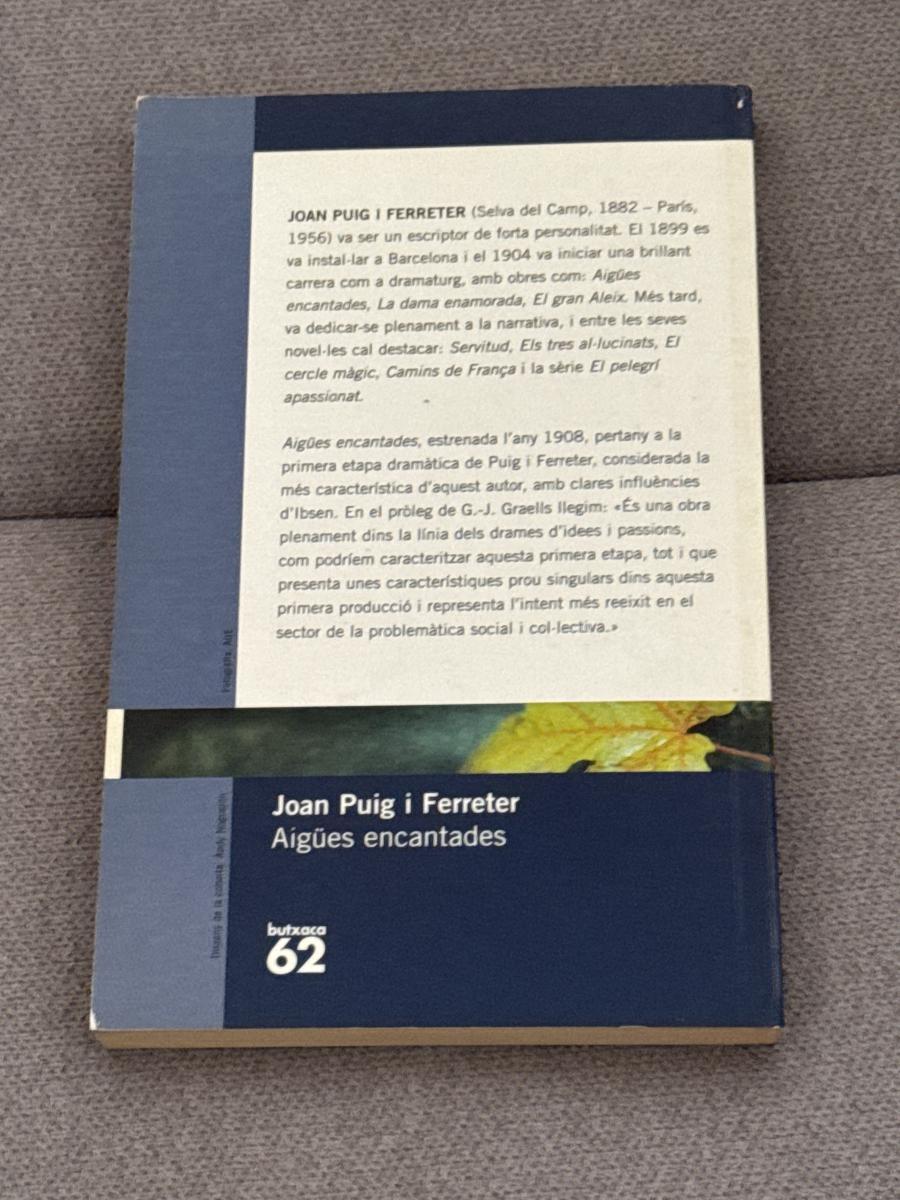 JOAN PUIG I FERRETER (Selva del Camp, 1882 – París,
1956) va ser un escriptor de forta personalitat. El 1899 es
va instal·lar a Barcelona i el 1904 va iniciar una brillant
carrera com a dramaturg, amb obres com: Aigües
encantades, La dama enamorada, El gran Aleix. Més tard,
va dedicar-se plenament a la narrativa, i entre les seves
novel·les cal destacar: Servitud, Els tres al·lucinats, El
cercle màgic, Camins de França i la sèrie El pelegrí
apassionat.
Aigües encantades, estrenada l'any 1908, pertany a la
primera etapa dramàtica de Puig i Ferreter, considerada la
més característica d'aquest autor, amb clares influències
d'Ibsen. En el pròleg de G.-J. Graells llegim: «És una obra
plenament dins la línia dels drames d'idees i passions,
com podríem caracteritzar aquesta primera etapa, tot i que
presenta unes característiques prou singulars dins aquesta
primera producció i representa l'intent més reeixit en el
sector de la problemàtica social i col·lectiva.»
Joan Puig i Ferreter
Aigües encantades
butxaca
62